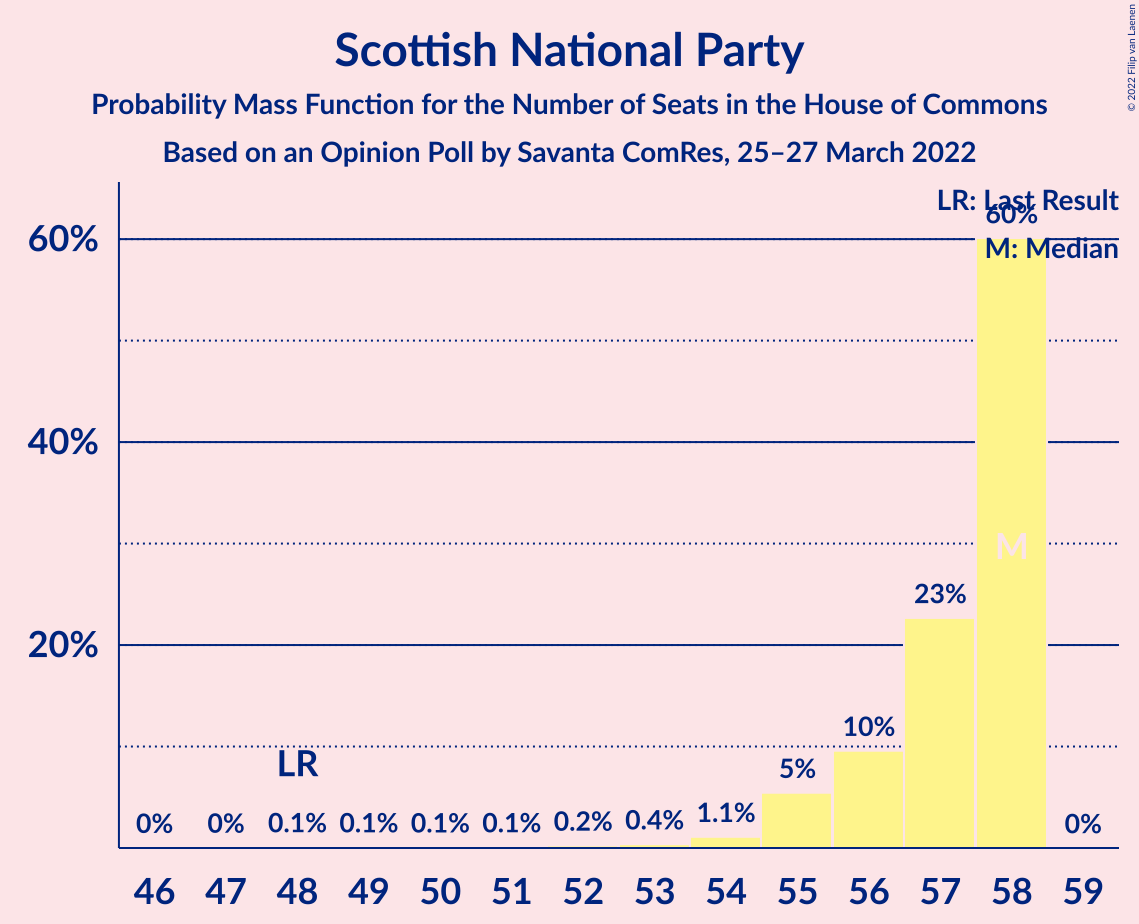 Scottish National Party
Probability Mass Function for the Number of Seats in the House of Commons
Based on an Opinion Poll by Savanta ComRes, 25–27 March 2022
© 2022 Filip van Laenen
LR: Last Result
60%
M: Median
60%
40%
20%
M
23%
10%
5%
LR
0% 0% 0.1% 0.1% 0.1% 0.1% 0.2% 0.4% 1.1% 0%
46 47 48 49 50 51 52 53 54 55 56 57 58 59